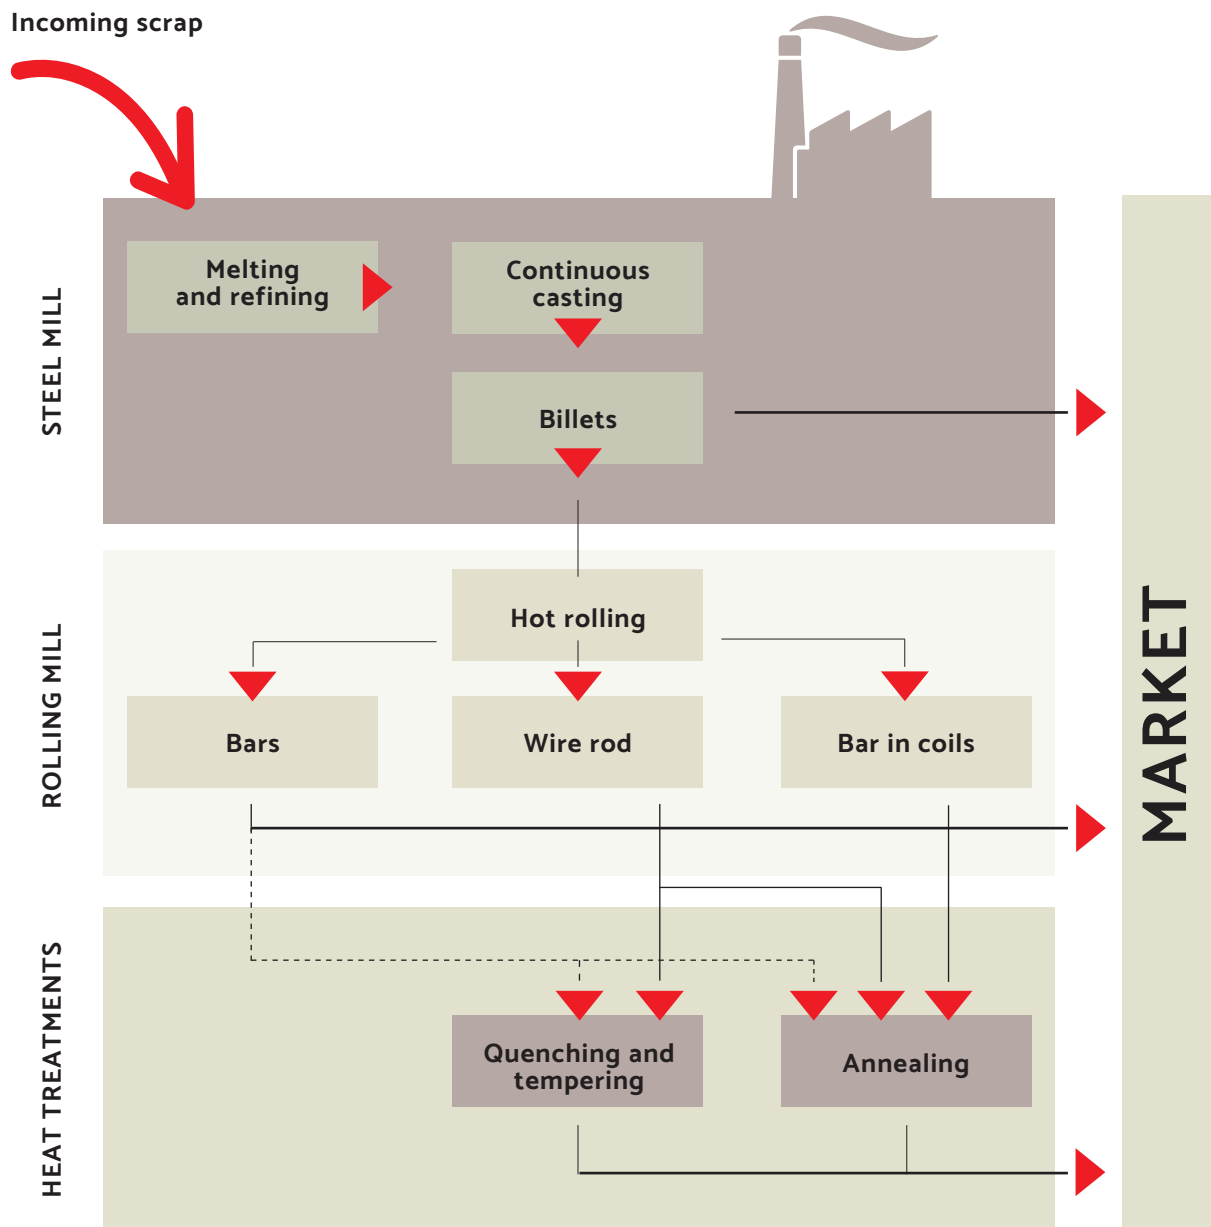 Incoming scrap
STEEL MILL
Melting
and refining
Continuous
casting
Billets
ROLLING MILL
Hot rolling
Bars
Wire rod
Bar in coils
MARKET
HEAT TREATMENTS
Quenching and
tempering
Annealing